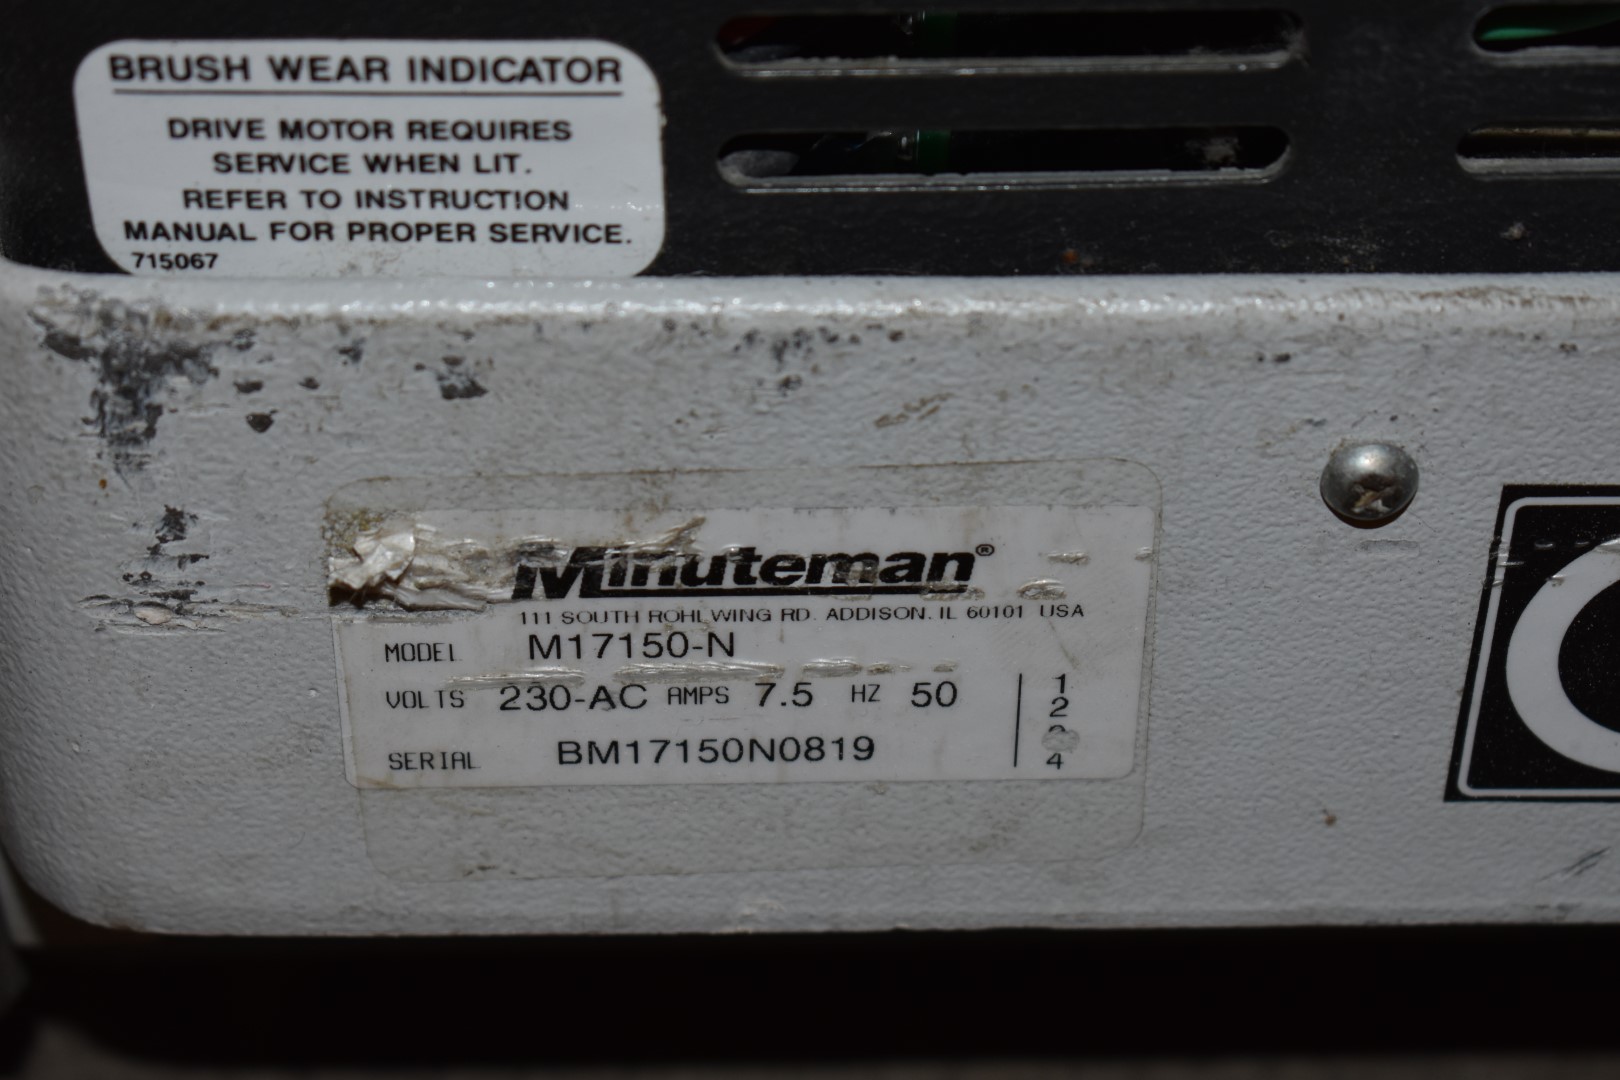 BRUSH WEAR INDICATOR
DRIVE MOTOR REQUIRES
SERVICE WHEN LIT.
REFER TO INSTRUCTION
MANUAL FOR PROPER SERVICE.
715067
Minuteman®
111 SOUTH ROHLWING RD. ADDISON, IL 60101 USA
MODEL M17150-N
VOLTS 230-AC AMPS 7.5 HZ 50
SERIAL BM17150N0819
1
2
4